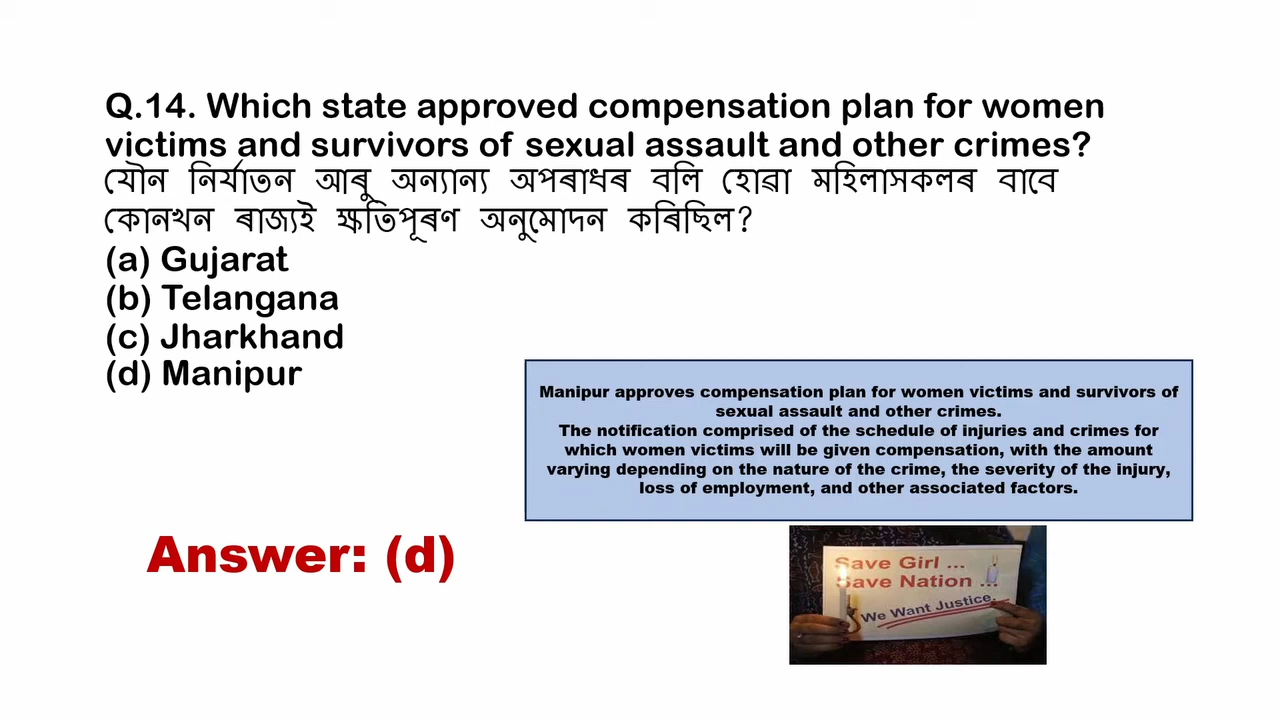 Q.14. Which state approved compensation plan for women
victims and survivors of sexual assault and other crimes?
যৌন নিৰ্যাতন আৰু অন্যান্য অপৰাধৰ বলি হোৱা মহিলাসকলৰ বাবে
কোনখন ৰাজ্যই ক্ষতিপূৰণ অনুমোদন কৰিছিল?
(a) Gujarat
(b) Telangana
(c) Jharkhand
(d) Manipur
Manipur approves compensation plan for women victims and survivors of
sexual assault and other crimes.
The notification comprised of the schedule of injuries and crimes for
which women victims will be given compensation, with the amount
varying depending on the nature of the crime, the severity of the injury,
loss of employment, and other associated factors.
Answer: (d)
Save Girl ...
Save Nation ...
We Want Justice.